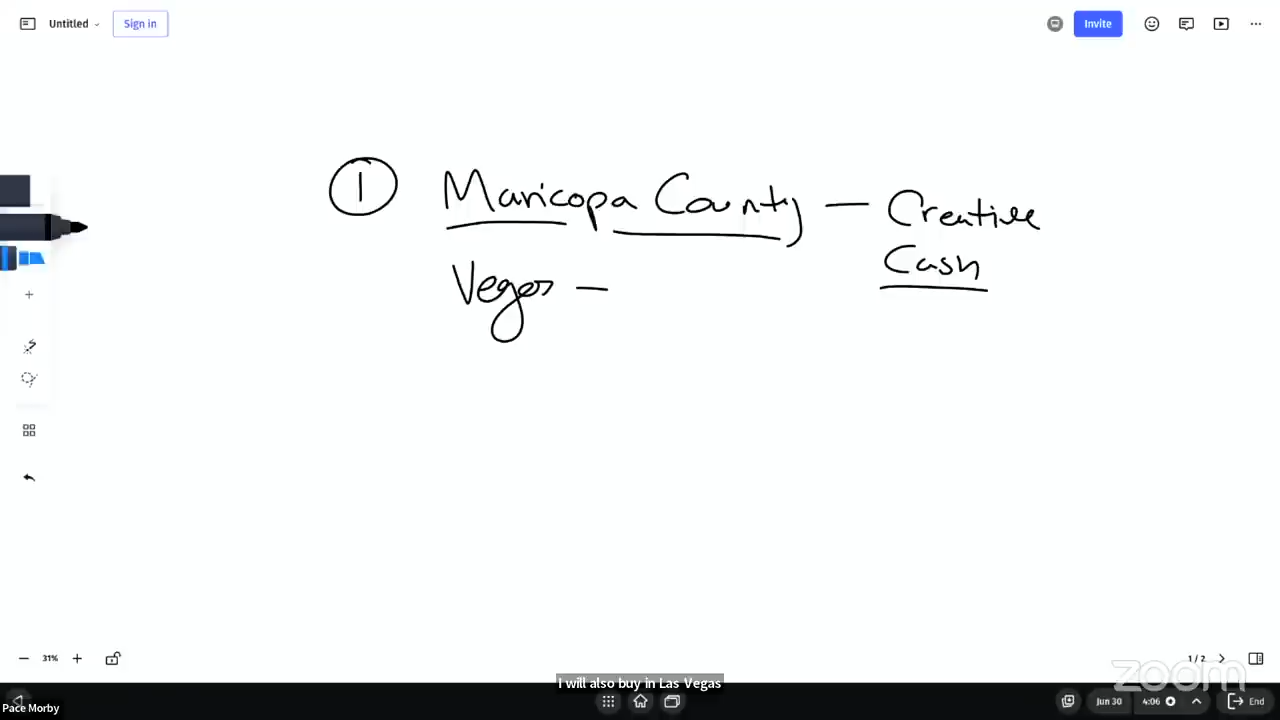 Untitled
Sign in
Invite
1 Maricopa County — Creative
Cash
Vegas —
31%
1/2
zoom
I will also buy in Las Vegas
Pace Morby
Jun 30
4:06
End